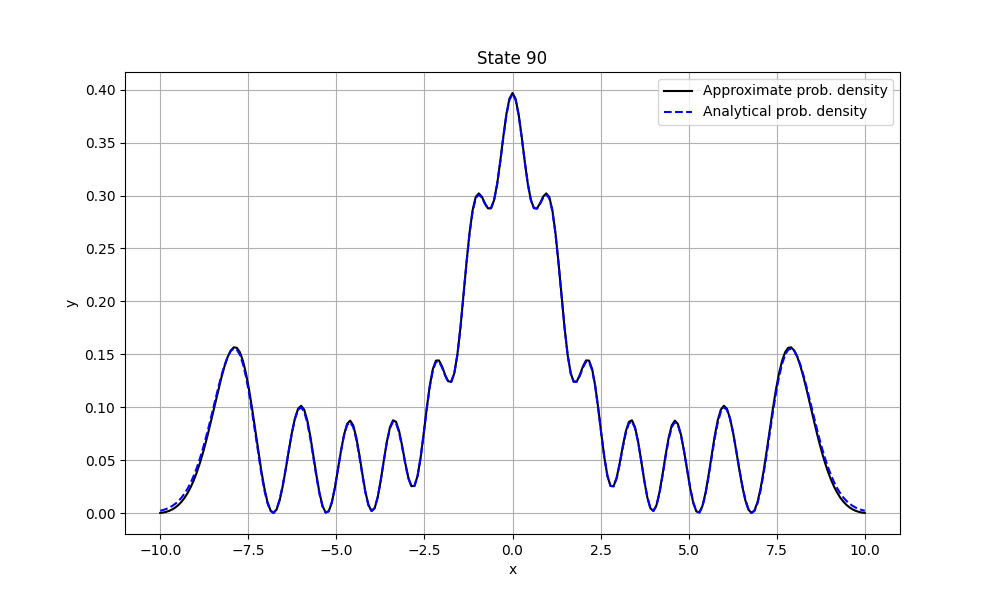 State 90
Approximate prob. density
Analytical prob. density
y
0.40
0.35
0.30
0.25
0.20
0.15
0.10
0.05
0.00
−10.0 −7.5 −5.0 −2.5 0.0 2.5 5.0 7.5 10.0
x